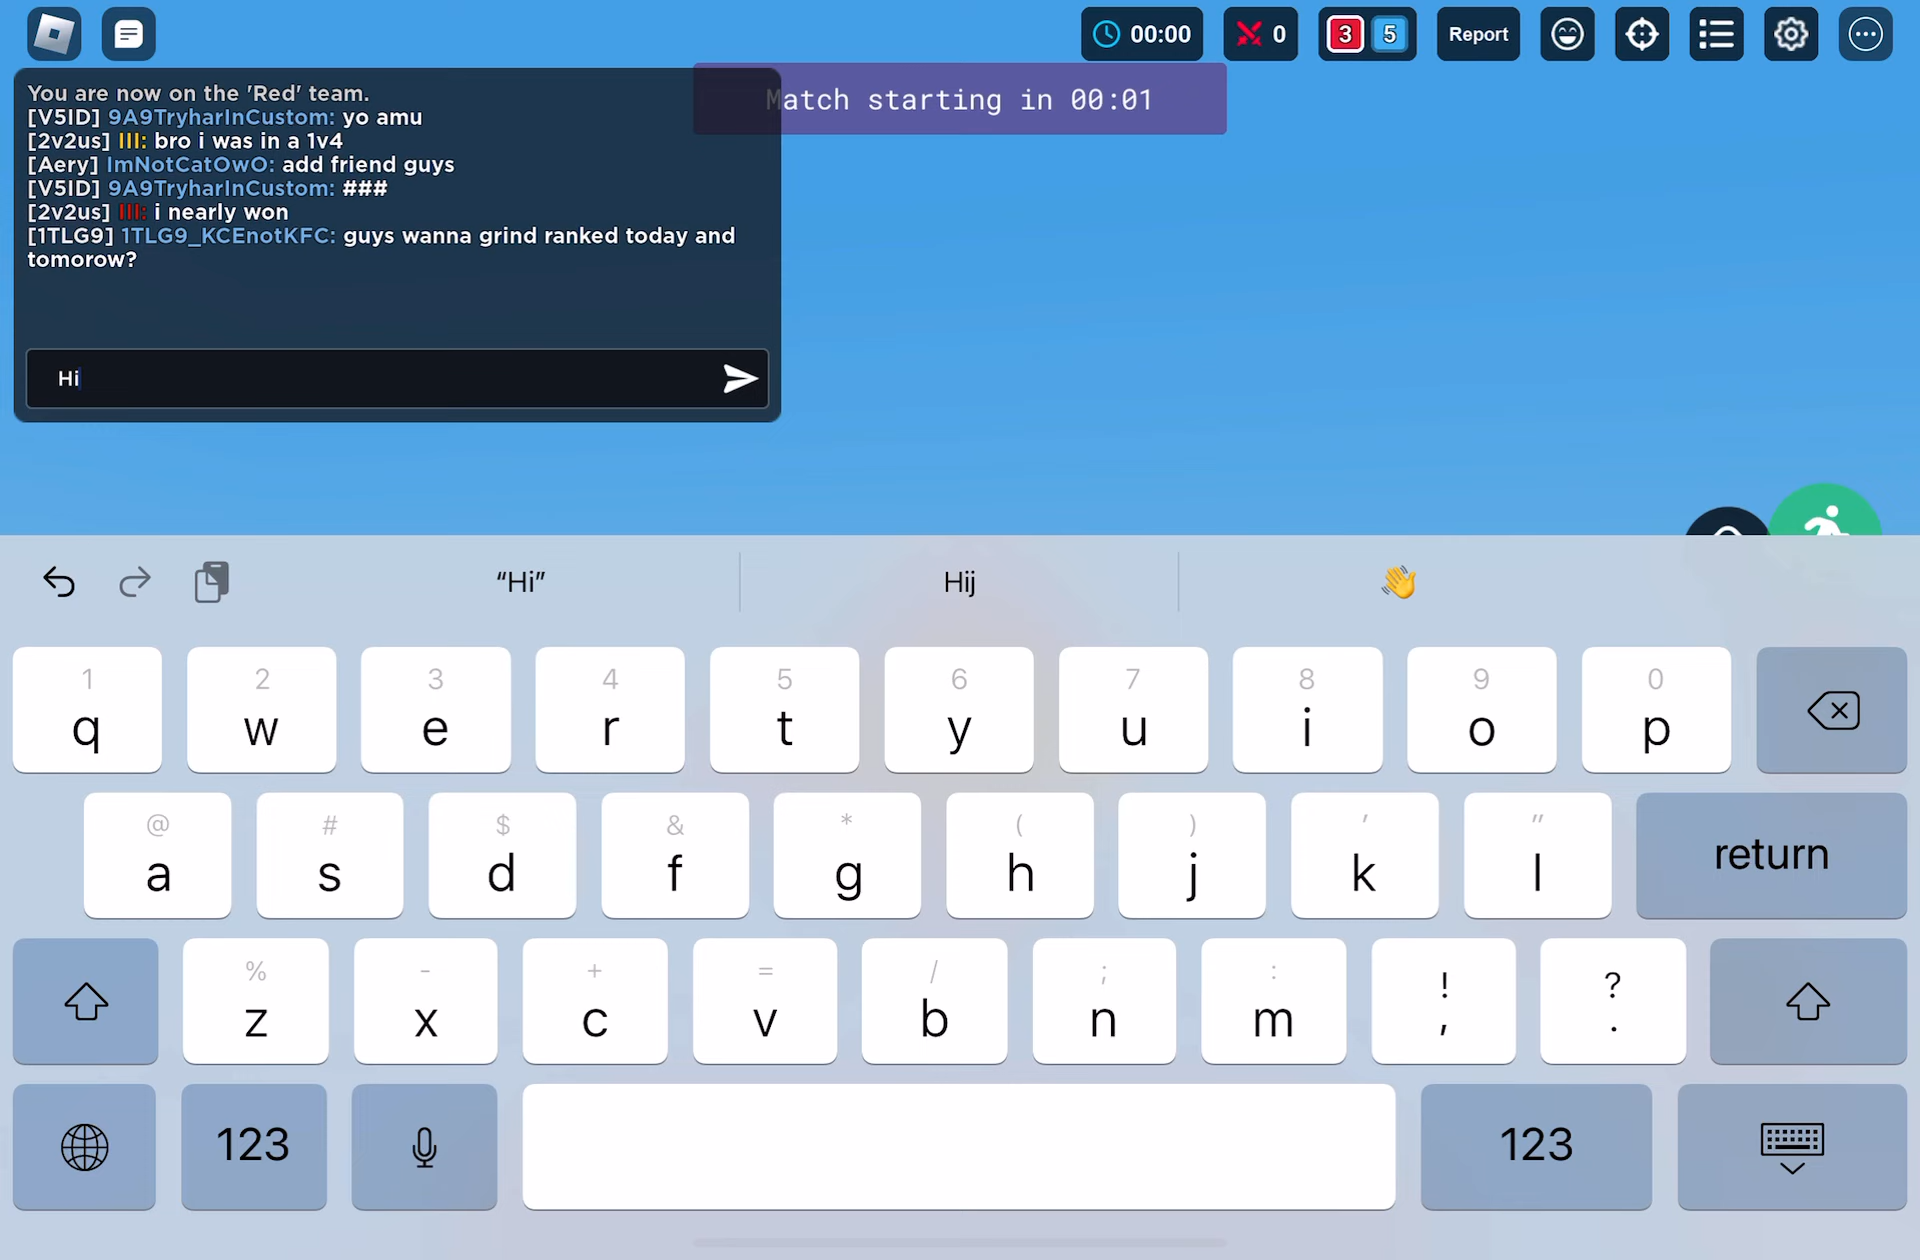 00:00
0
3 5
Report
Match starting in 00:01
You are now on the 'Red' team.
[V5ID] 9A9TryharInCustom: yo amu
[2v2us] III: bro i was in a 1v4
[Aery] ImNotCatOwO: add friend guys
[V5ID] 9A9TryharInCustom: ###
[2v2us] III: i nearly won
[1TLG9] 1TLG9_KCEnotKFC: guys wanna grind ranked today and
tomorow?
Hi
“Hi” Hij
1 2 3 4 5 6 7 8 9 0
q w e r t y u i o p
@ # $ & * ( ) ' "
a s d f g h j k l return
% - + = / ; : ! ?
z x c v b n m , .
123 123